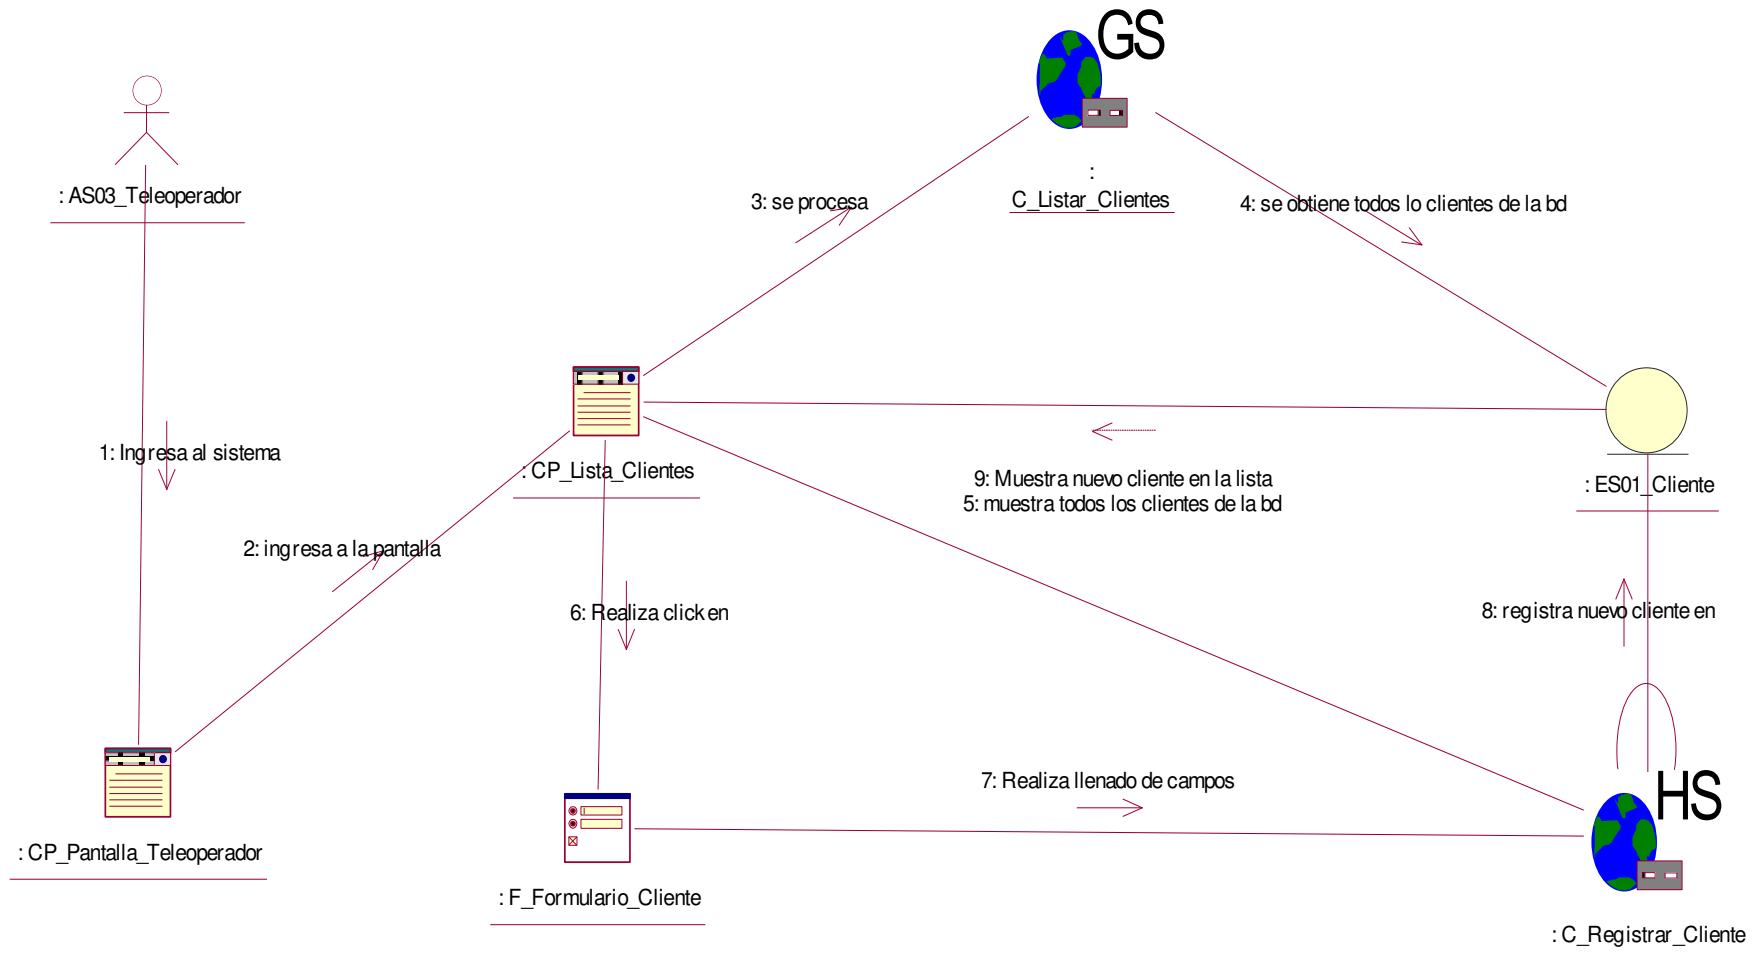 GS
: AS03_Teleoperador
:
C_Listar_Clientes
3: se procesa
4: se obtiene todos lo clientes de la bd
1: Ingresa al sistema
: CP_Lista_Clientes
9: Muestra nuevo cliente en la lista
5: muestra todos los clientes de la bd
: ES01_Cliente
2: ingresa a la pantalla
6: Realiza click en
8: registra nuevo cliente en
7: Realiza llenado de campos
HS
: CP_Pantalla_Teleoperador
: F_Formulario_Cliente
: C_Registrar_Cliente